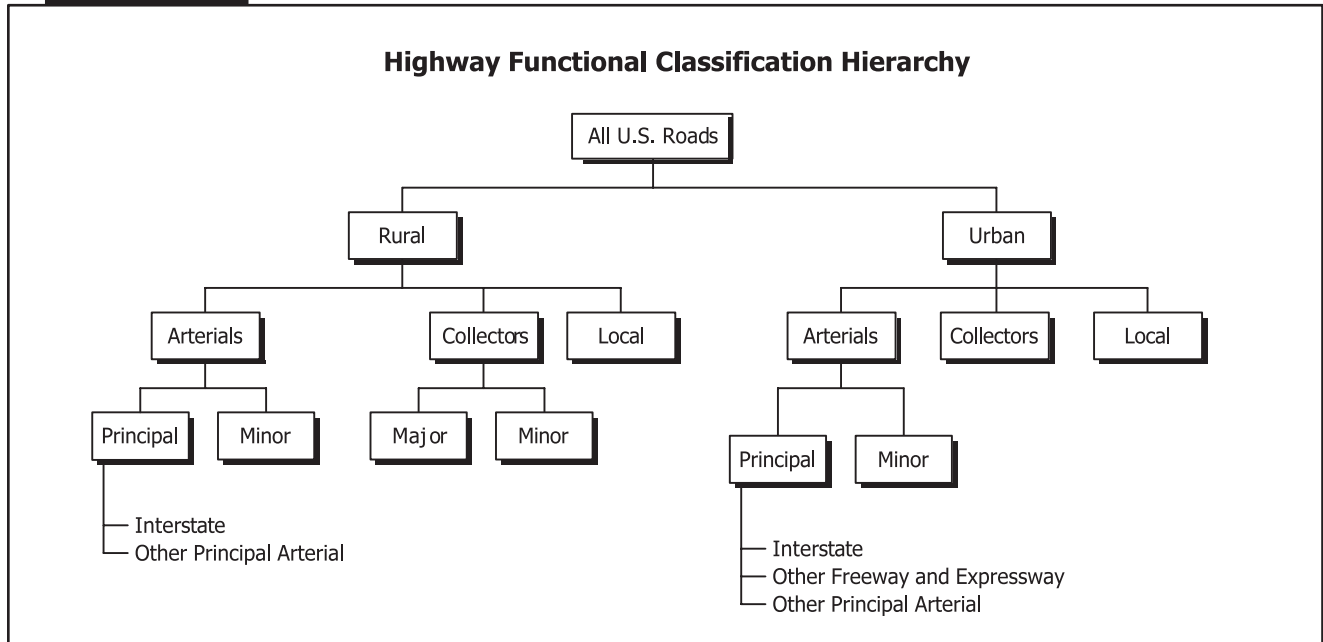 Highway Functional Classification Hierarchy
All U.S. Roads
Rural
Urban
Arterials
Collectors
Local
Arterials
Collectors
Local
Principal
Minor
Major
Minor
Principal
Minor
Interstate
Other Principal Arterial
Interstate
Other Freeway and Expressway
Other Principal Arterial